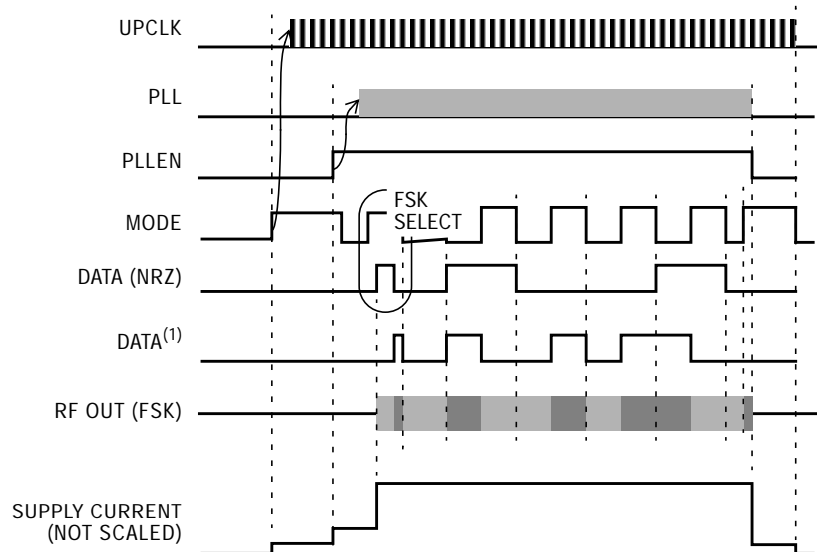 UPCLK
PLL
PLLEN
FSK
SELECT
MODE
DATA (NRZ)
DATA(1)
RF OUT (FSK)
SUPPLY CURRENT
(NOT SCALED)